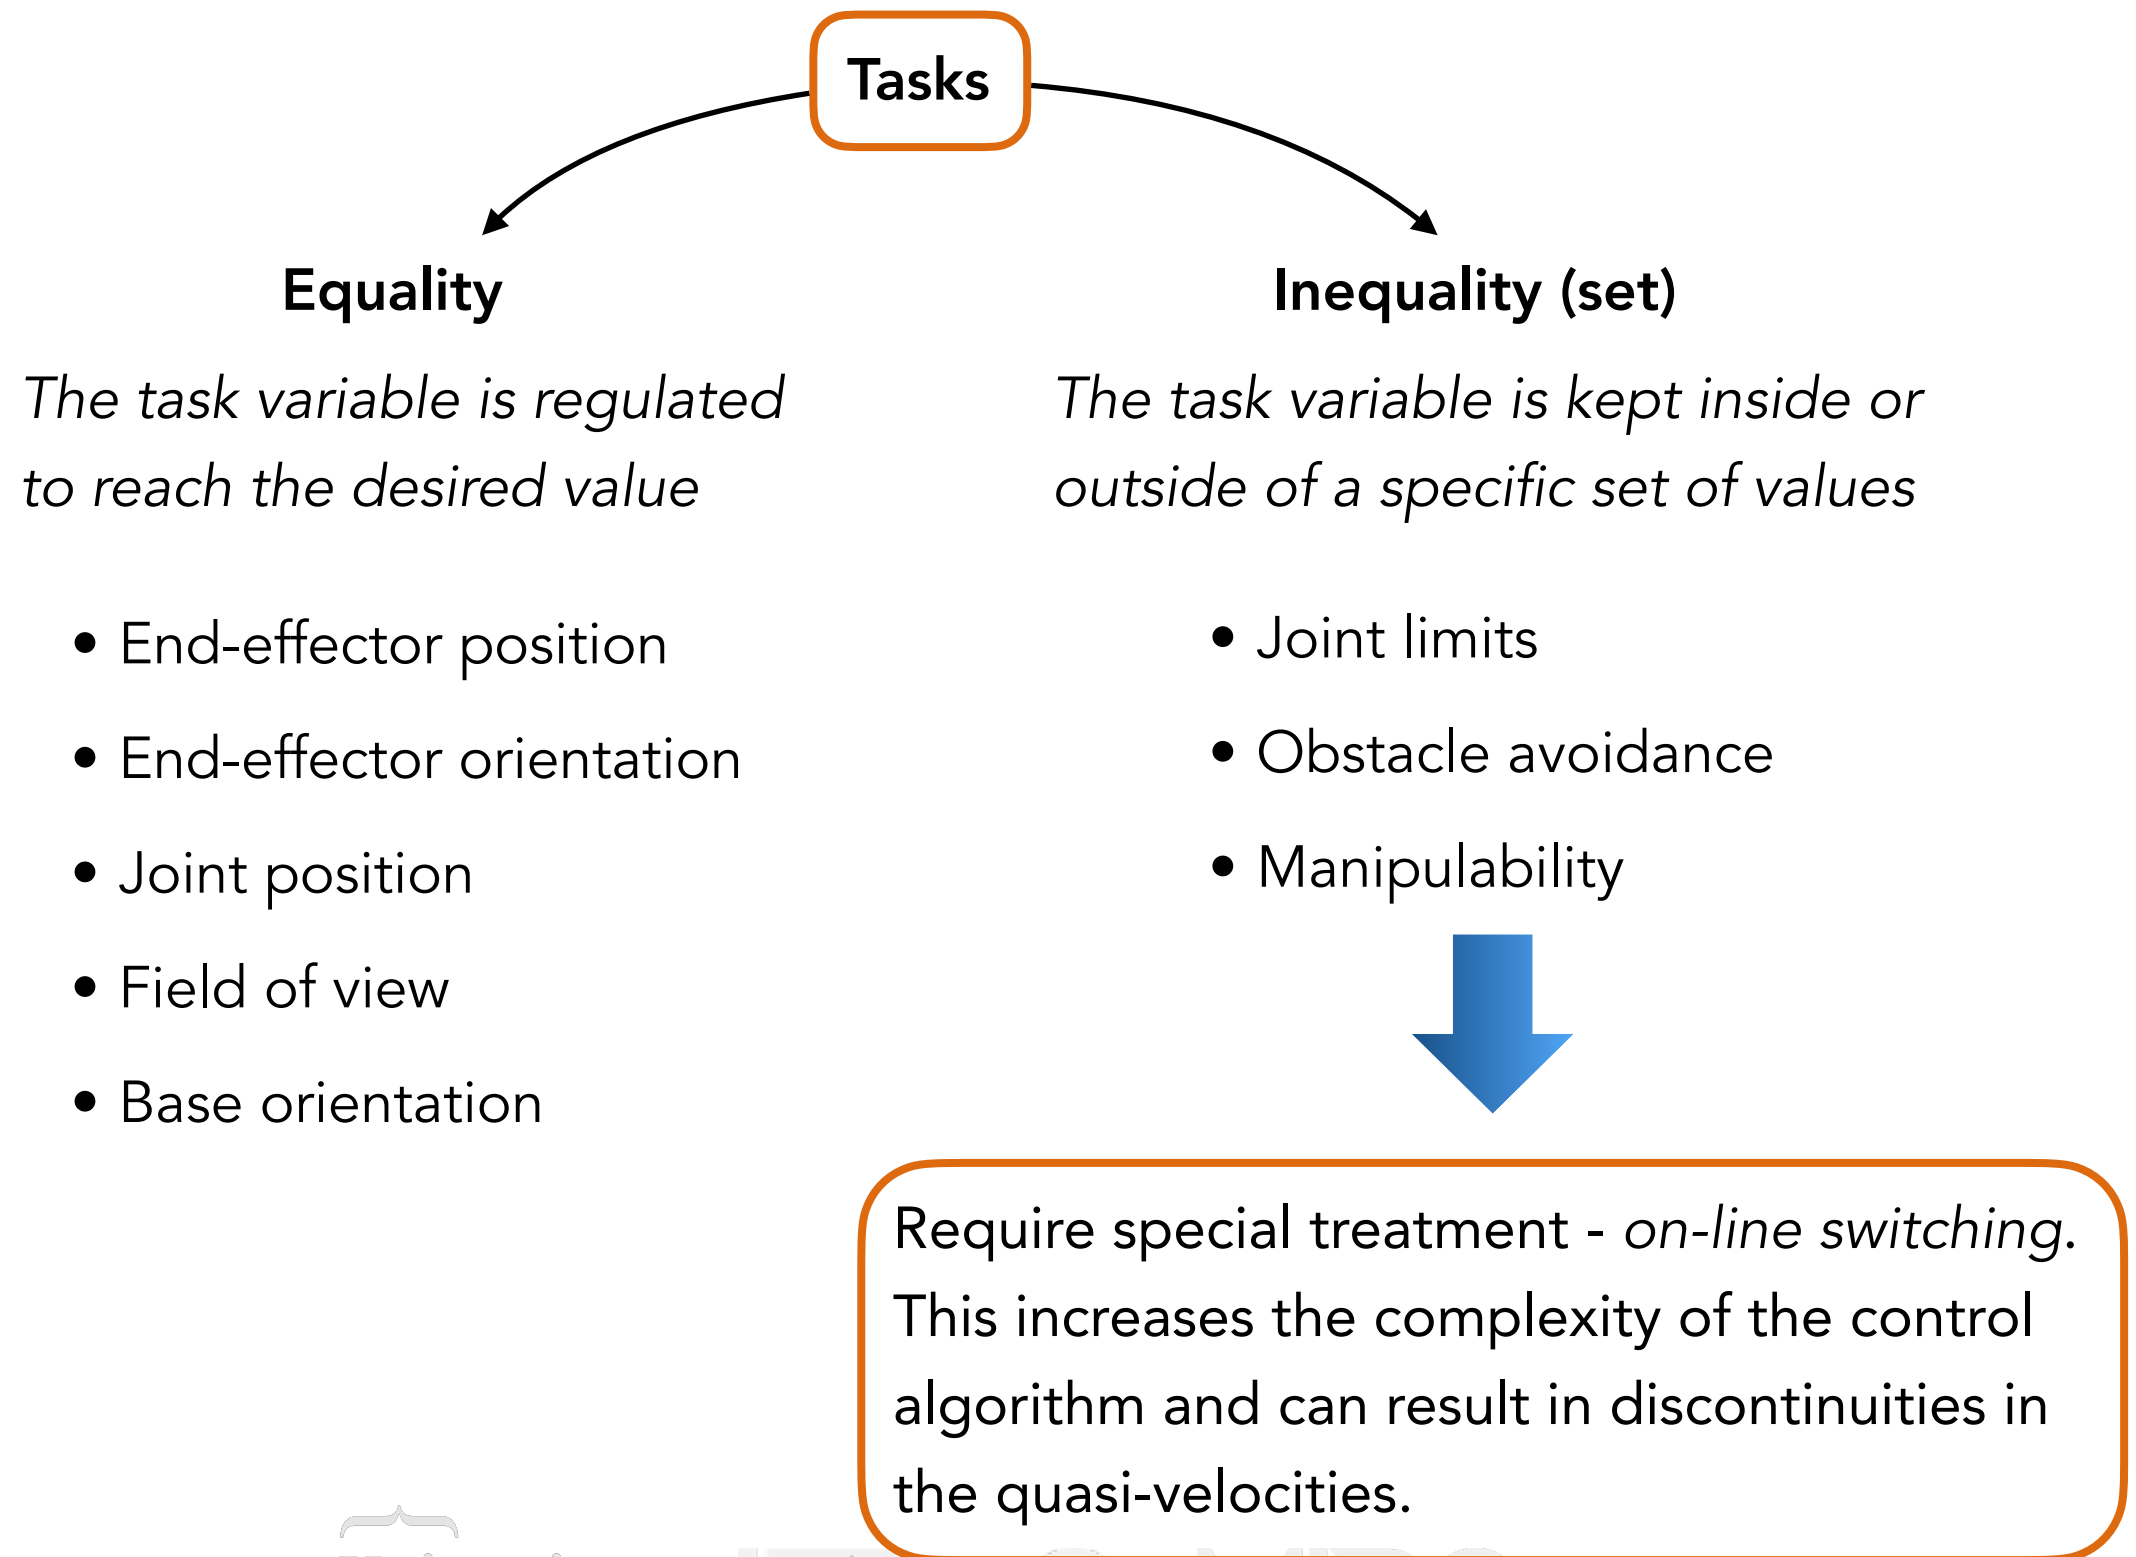 Tasks
Equality
The task variable is regulated
to reach the desired value
• End-effector position
• End-effector orientation
• Joint position
• Field of view
• Base orientation
Inequality (set)
The task variable is kept inside or
outside of a specific set of values
• Joint limits
• Obstacle avoidance
• Manipulability
Require special treatment - on-line switching.
This increases the complexity of the control
algorithm and can result in discontinuities in
the quasi-velocities.